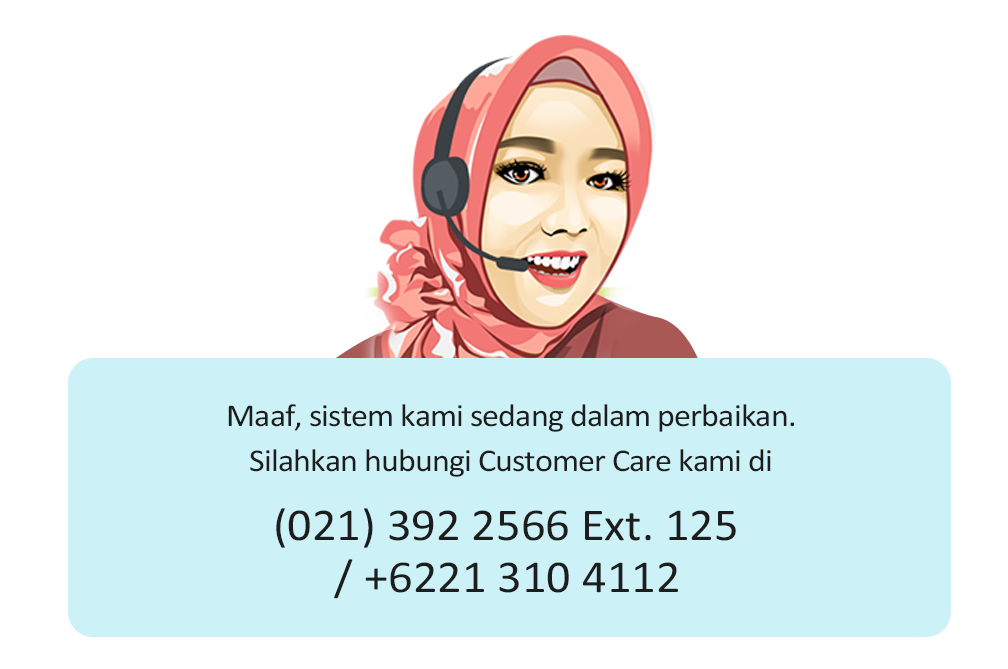 Maaf, sistem kami sedang dalam perbaikan.
Silahkan hubungi Customer Care kami di
(021) 392 2566 Ext. 125
/ +6221 310 4112